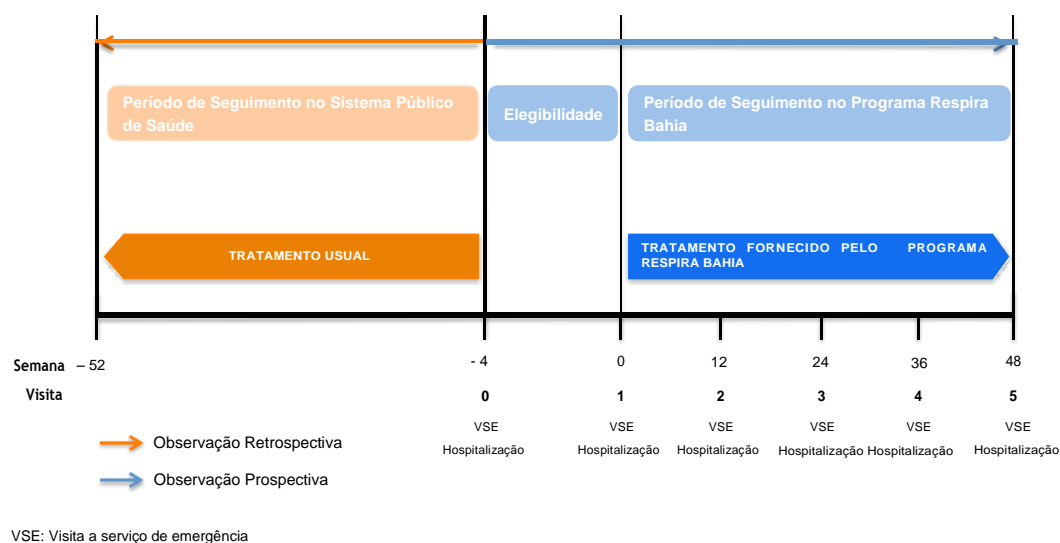 Período de Seguimento no Sistema Público
de Saúde
Elegibilidade
Período de Seguimento no Programa Respira
Bahia
TRATAMENTO USUAL
TRATAMENTO FORNECIDO PELO PROGRAMA
RESPIRA BAHIA
Semana – 52 - 4 0 12 24 36 48
Visita 0 1 2 3 4 5
VSE VSE VSE VSE VSE VSE
Hospitalização Hospitalização Hospitalização Hospitalização Hospitalização Hospitalização
Observação Retrospectiva
Observação Prospectiva
VSE: Visita a serviço de emergência